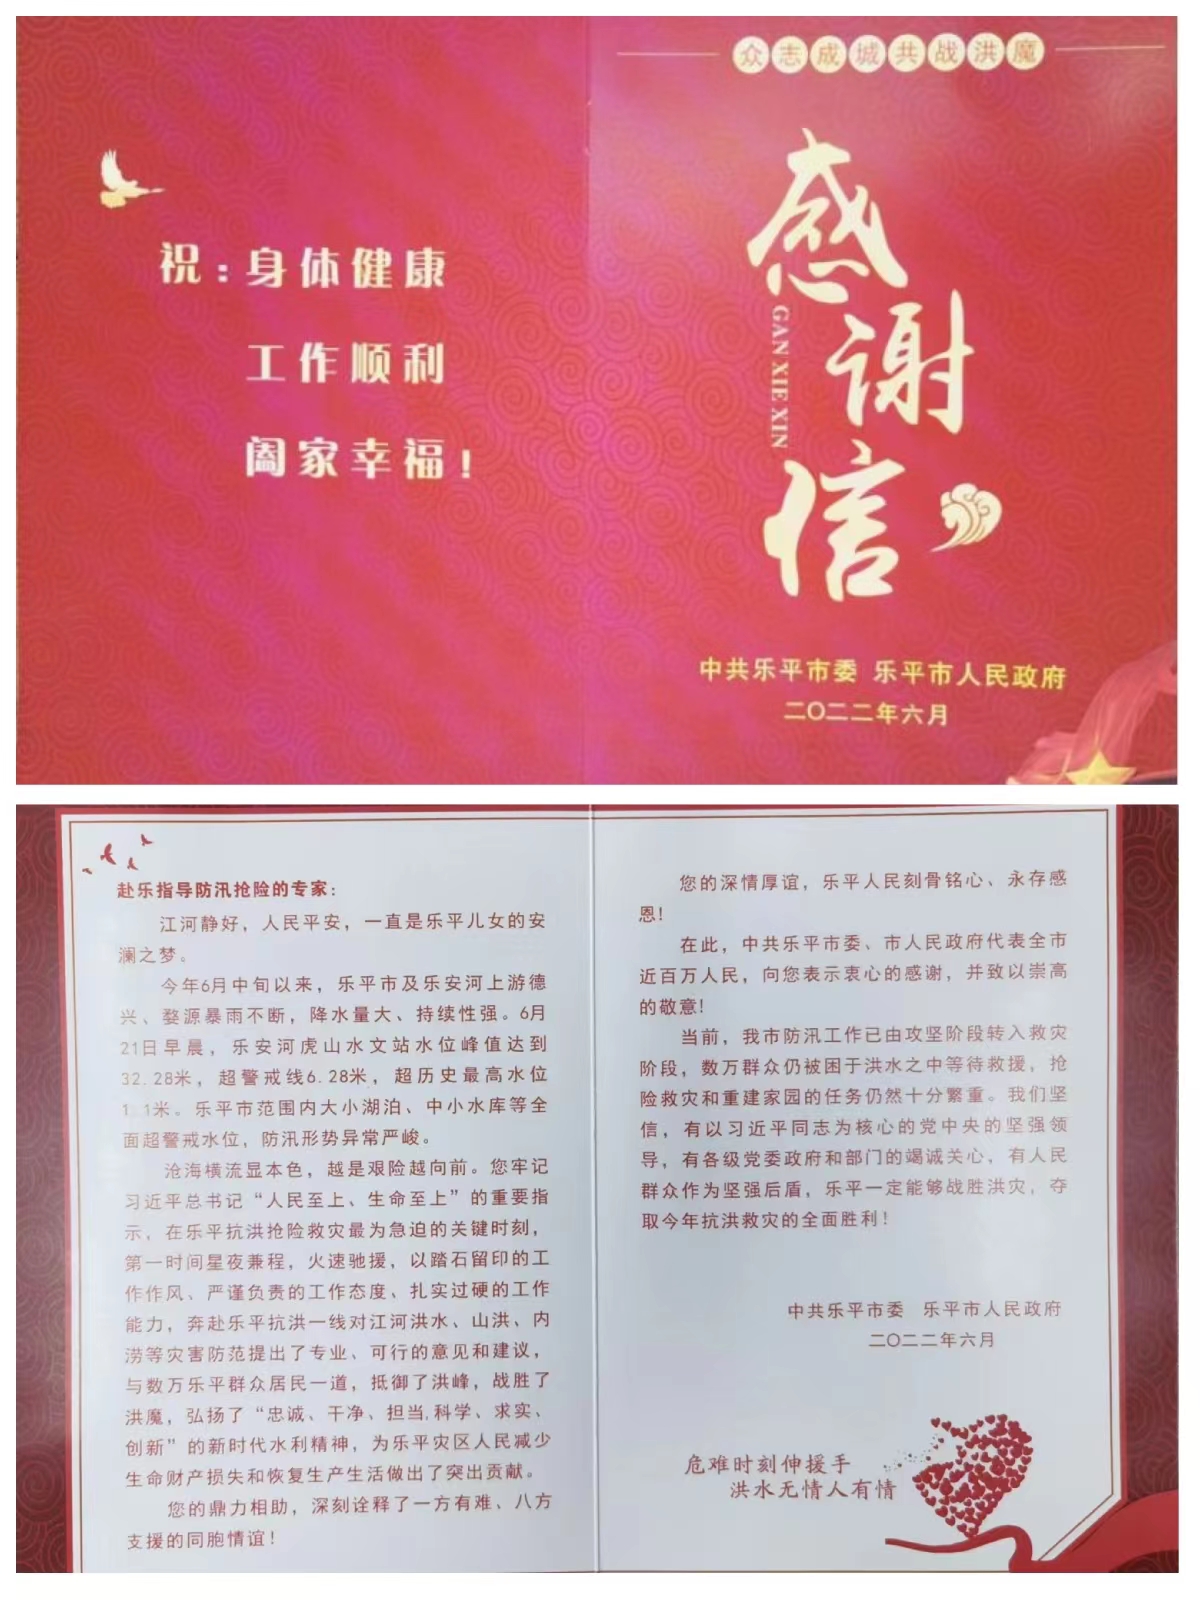 祝：身体健康
工作顺利
阖家幸福！
众志成城共战洪魔
感谢信
GAN XIE XIN
中共乐平市委 乐平市人民政府
二〇二二年六月
赴乐指导防汛抢险的专家：
江河静好，人民平安，一直是乐平儿女的安
澜之梦。
今年6月中旬以来，乐平市及乐安河上游德
兴、婺源暴雨不断，降水量大、持续性强。6月
21日早晨，乐安河虎山水文站水位峰值达到
32.28米，超警戒线6.28米，超历史最高水位
1.1米。乐平市范围内大小湖泊、中小水库等全
面超警戒水位，防汛形势异常严峻。
沧海横流显本色，越是艰险越向前。您牢记
习近平总书记“人民至上、生命至上”的重要指
示，在乐平抗洪抢险救灾最为急迫的关键时刻，
第一时间星夜兼程，火速驰援，以踏石留印的工
作作风、严谨负责的工作态度、扎实过硬的工作
能力，奔赴乐平抗洪一线对江河洪水、山洪、内
涝等灾害防范提出了专业、可行的意见和建议，
与数万乐平群众居民一道，抵御了洪峰，战胜了
洪魔，弘扬了“忠诚、干净、担当,科学、求实、
创新”的新时代水利精神，为乐平灾区人民减少
生命财产损失和恢复生产生活做出了突出贡献。
您的鼎力相助，深刻诠释了一方有难、八方
支援的同胞情谊！
您的深情厚谊，乐平人民刻骨铭心、永存感
恩！
在此，中共乐平市委、市人民政府代表全市
近百万人民，向您表示衷心的感谢，并致以崇高
的敬意！
当前，我市防汛工作已由攻坚阶段转入救灾
阶段，数万群众仍被困于洪水之中等待救援，抢
险救灾和重建家园的任务仍然十分繁重。我们坚
信，有以习近平同志为核心的党中央的坚强领
导，有各级党委政府和部门的竭诚关心，有人民
群众作为坚强后盾，乐平一定能够战胜洪灾，夺
取今年抗洪救灾的全面胜利！
中共乐平市委 乐平市人民政府
二〇二二年六月
危难时刻伸援手
洪水无情人有情